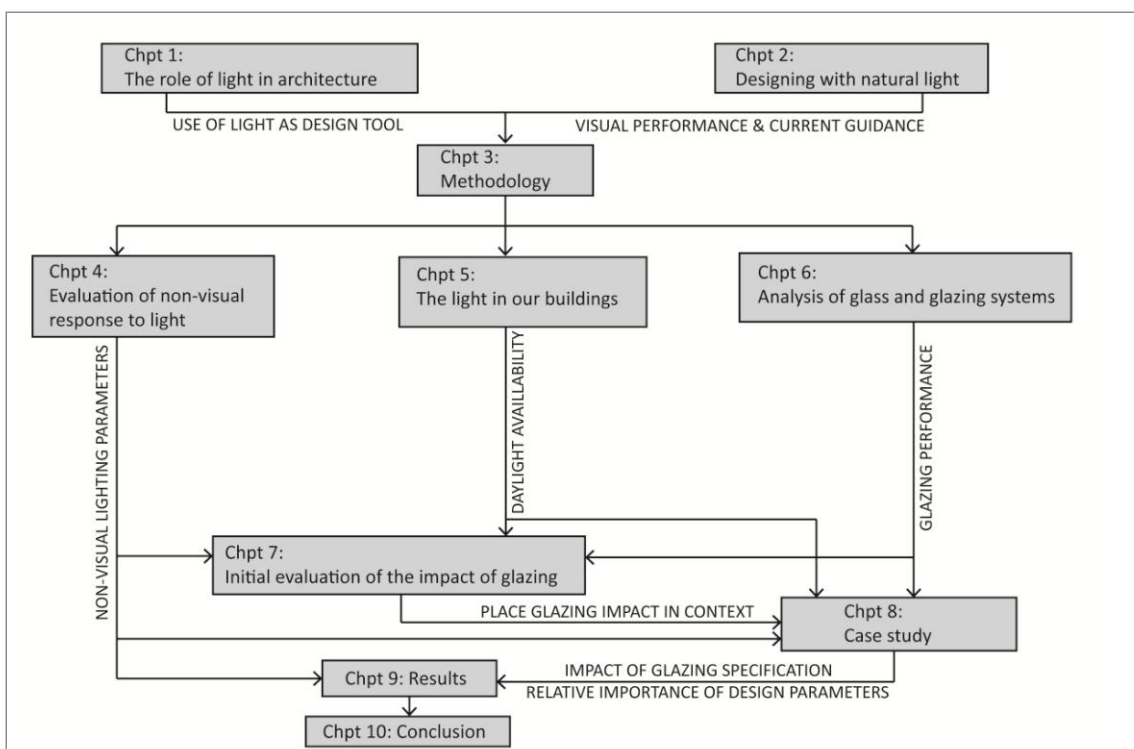 Chpt 1:
The role of light in architecture
Chpt 2:
Designing with natural light
USE OF LIGHT AS DESIGN TOOL
VISUAL PERFORMANCE & CURRENT GUIDANCE
Chpt 3:
Methodology
Chpt 4:
Evaluation of non-visual
response to light
Chpt 5:
The light in our buildings
Chpt 6:
Analysis of glass and glazing systems
NON-VISUAL LIGHTING PARAMETERS
DAYLIGHT AVAILLABILITY
GLAZING PERFORMANCE
Chpt 7:
Initial evaluation of the impact of glazing
PLACE GLAZING IMPACT IN CONTEXT
Chpt 8:
Case study
IMPACT OF GLAZING SPECIFICATION
RELATIVE IMPORTANCE OF DESIGN PARAMETERS
Chpt 9: Results
Chpt 10: Conclusion